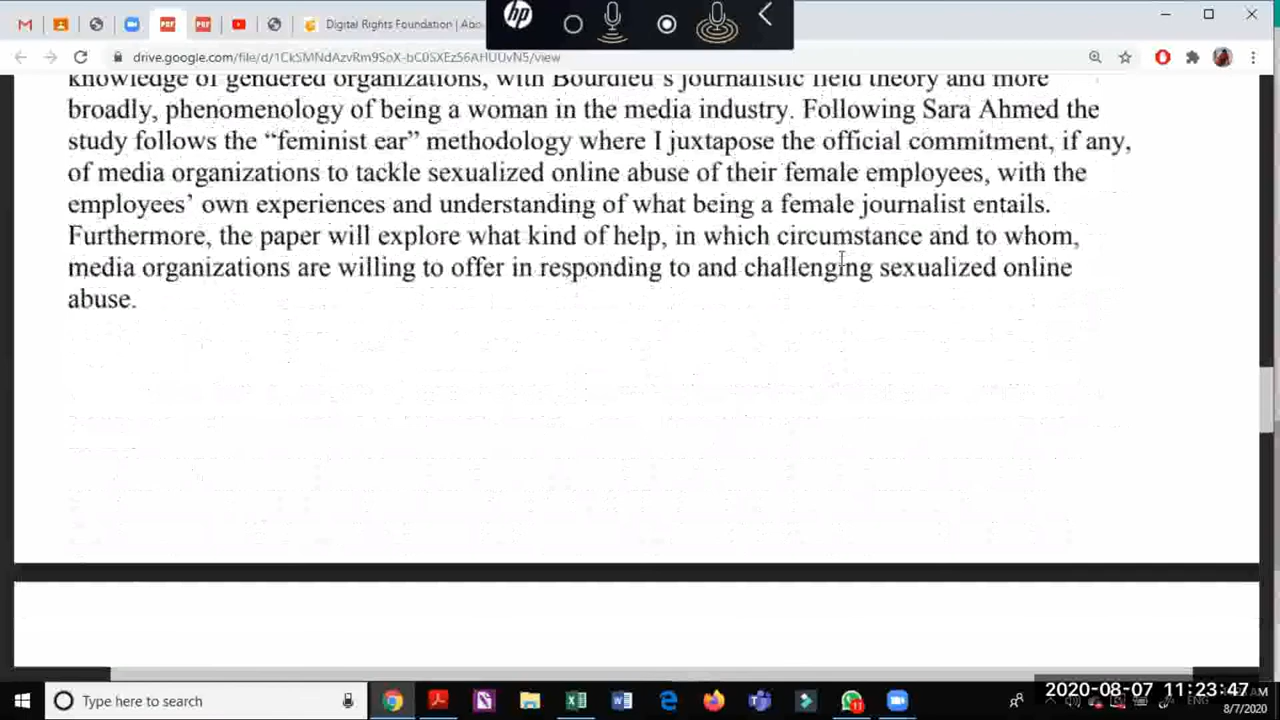 Digital Rights Foundation | Abo
hp
drive.google.com/file/d/1CkSMNdAzvRm9SoX-bC0SXEzS6AHUUvN5/view
knowledge of gendered organizations, with Bourdieu's journalistic field theory and more
broadly, phenomenology of being a woman in the media industry. Following Sara Ahmed the
study follows the “feminist ear” methodology where I juxtapose the official commitment, if any,
of media organizations to tackle sexualized online abuse of their female employees, with the
employees’ own experiences and understanding of what being a female journalist entails.
Furthermore, the paper will explore what kind of help, in which circumstance and to whom,
media organizations are willing to offer in responding to and challenging sexualized online
abuse.
Type here to search
2020-08-07 11:23:47
8/7/2020